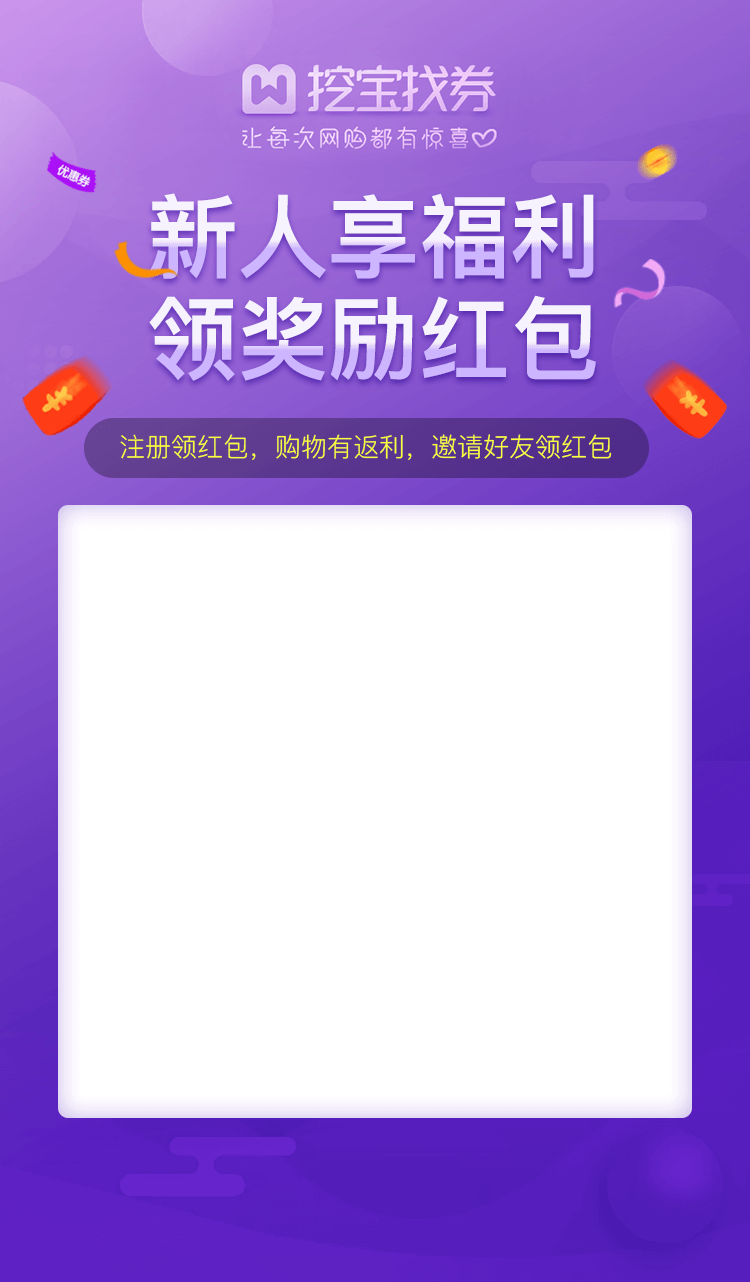 挖宝找券
让每次网购都有惊喜
优惠券
新人享福利
领奖励红包
注册领红包，购物有返利，邀请好友领红包